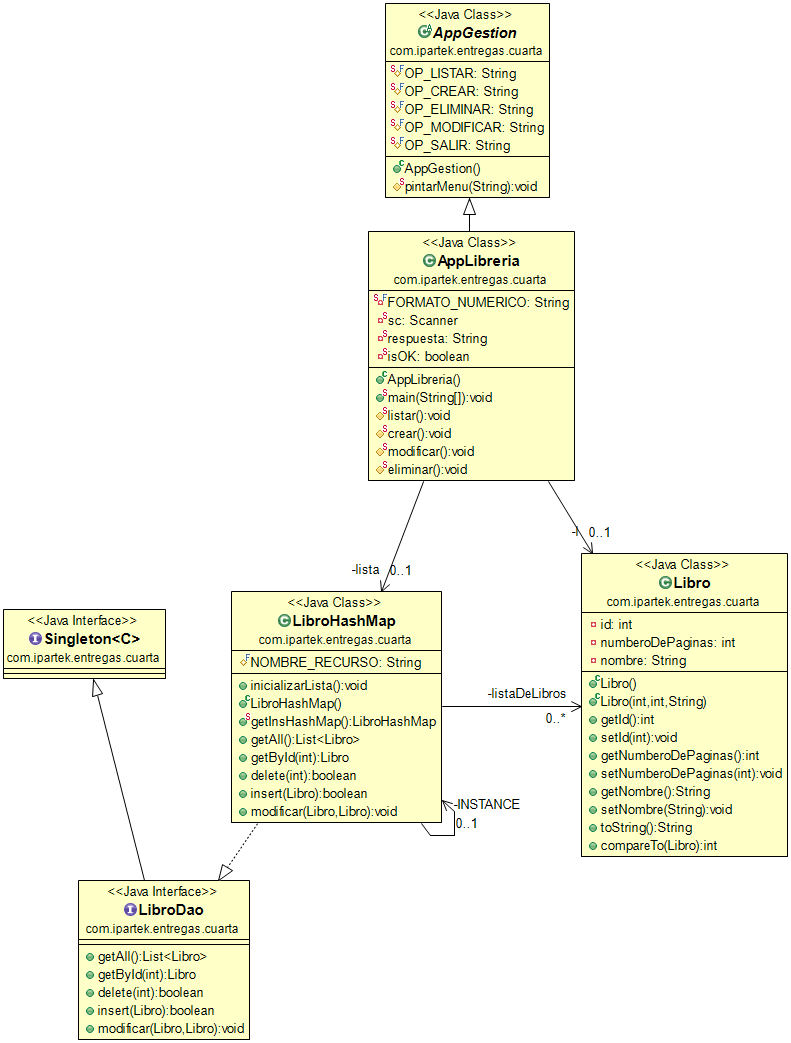 <<Java Class>>
AppGestion
com.ipartek.entregas.cuarta
OP_LISTAR: String
OP_CREAR: String
OP_ELIMINAR: String
OP_MODIFICAR: String
OP_SALIR: String
AppGestion()
pintarMenu(String):void
<<Java Class>>
AppLibreria
com.ipartek.entregas.cuarta
FORMATO_NUMERICO: String
sc: Scanner
respuesta: String
isOK: boolean
AppLibreria()
main(String[]):void
listar():void
crear():void
modificar():void
eliminar():void
-lista 0..1
-l 0..1
<<Java Interface>>
Singleton<C>
com.ipartek.entregas.cuarta
<<Java Class>>
LibroHashMap
com.ipartek.entregas.cuarta
NOMBRE_RECURSO: String
inicializarLista():void
LibroHashMap()
getInsHashMap():LibroHashMap
getAll():List<Libro>
getById(int):Libro
delete(int):boolean
insert(Libro):boolean
modificar(Libro,Libro):void
-listaDeLibros
0..*
-INSTANCE
0..1
<<Java Class>>
Libro
com.ipartek.entregas.cuarta
id: int
numberoDePaginas: int
nombre: String
Libro()
Libro(int,int,String)
getId():int
setId(int):void
getNumberoDePaginas():int
setNumberoDePaginas(int):void
getNombre():String
setNombre(String):void
toString():String
compareTo(Libro):int
<<Java Interface>>
LibroDao
com.ipartek.entregas.cuarta
getAll():List<Libro>
getById(int):Libro
delete(int):boolean
insert(Libro):boolean
modificar(Libro,Libro):void